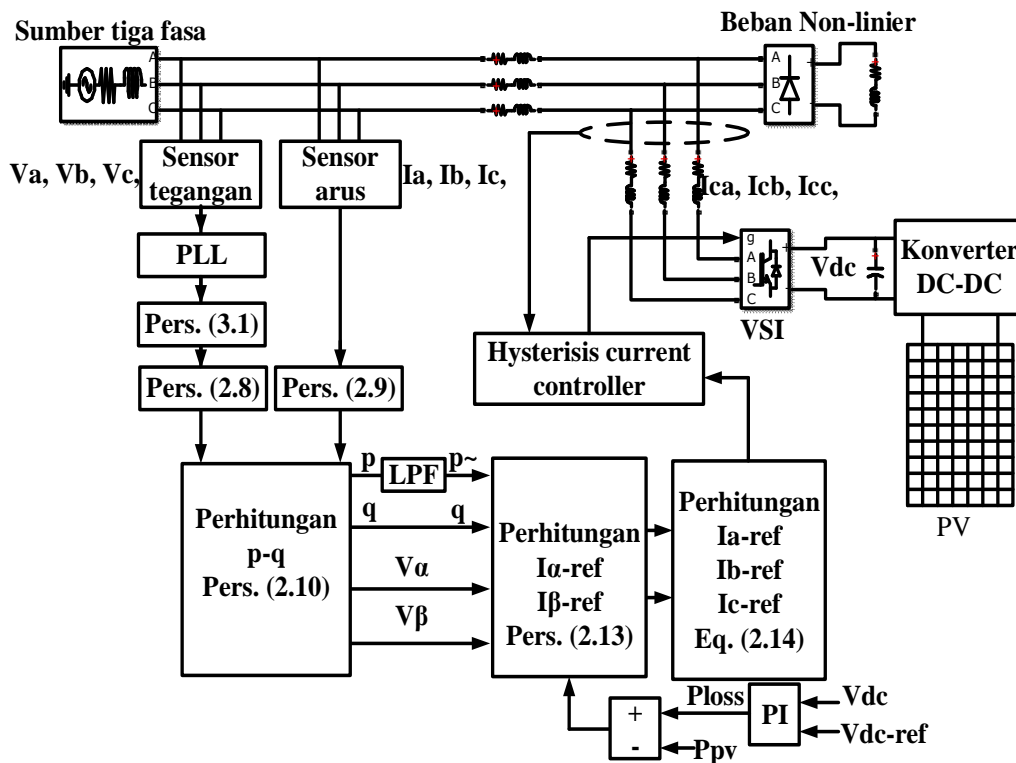 Sumber tiga fasa
Beban Non-linier
A
B
C
A
B
C
+
-
Va, Vb, Vc,
Sensor
tegangan
Sensor
arus
Ia, Ib, Ic,
Ica, Icb, Icc,
PLL
g
A
B
C
+
-
VSI
Vdc
Konverter
DC-DC
Pers. (3.1)
Pers. (2.8)
Pers. (2.9)
Hysterisis current
controller
PV
Perhitungan
p-q
Pers. (2.10)
p
LPF
p~
q
q
Vα
Vβ
Perhitungan
Iα-ref
Iβ-ref
Pers. (2.13)
Perhitungan
Ia-ref
Ib-ref
Ic-ref
Eq. (2.14)
+
-
Ploss
Ppv
PI
Vdc
Vdc-ref